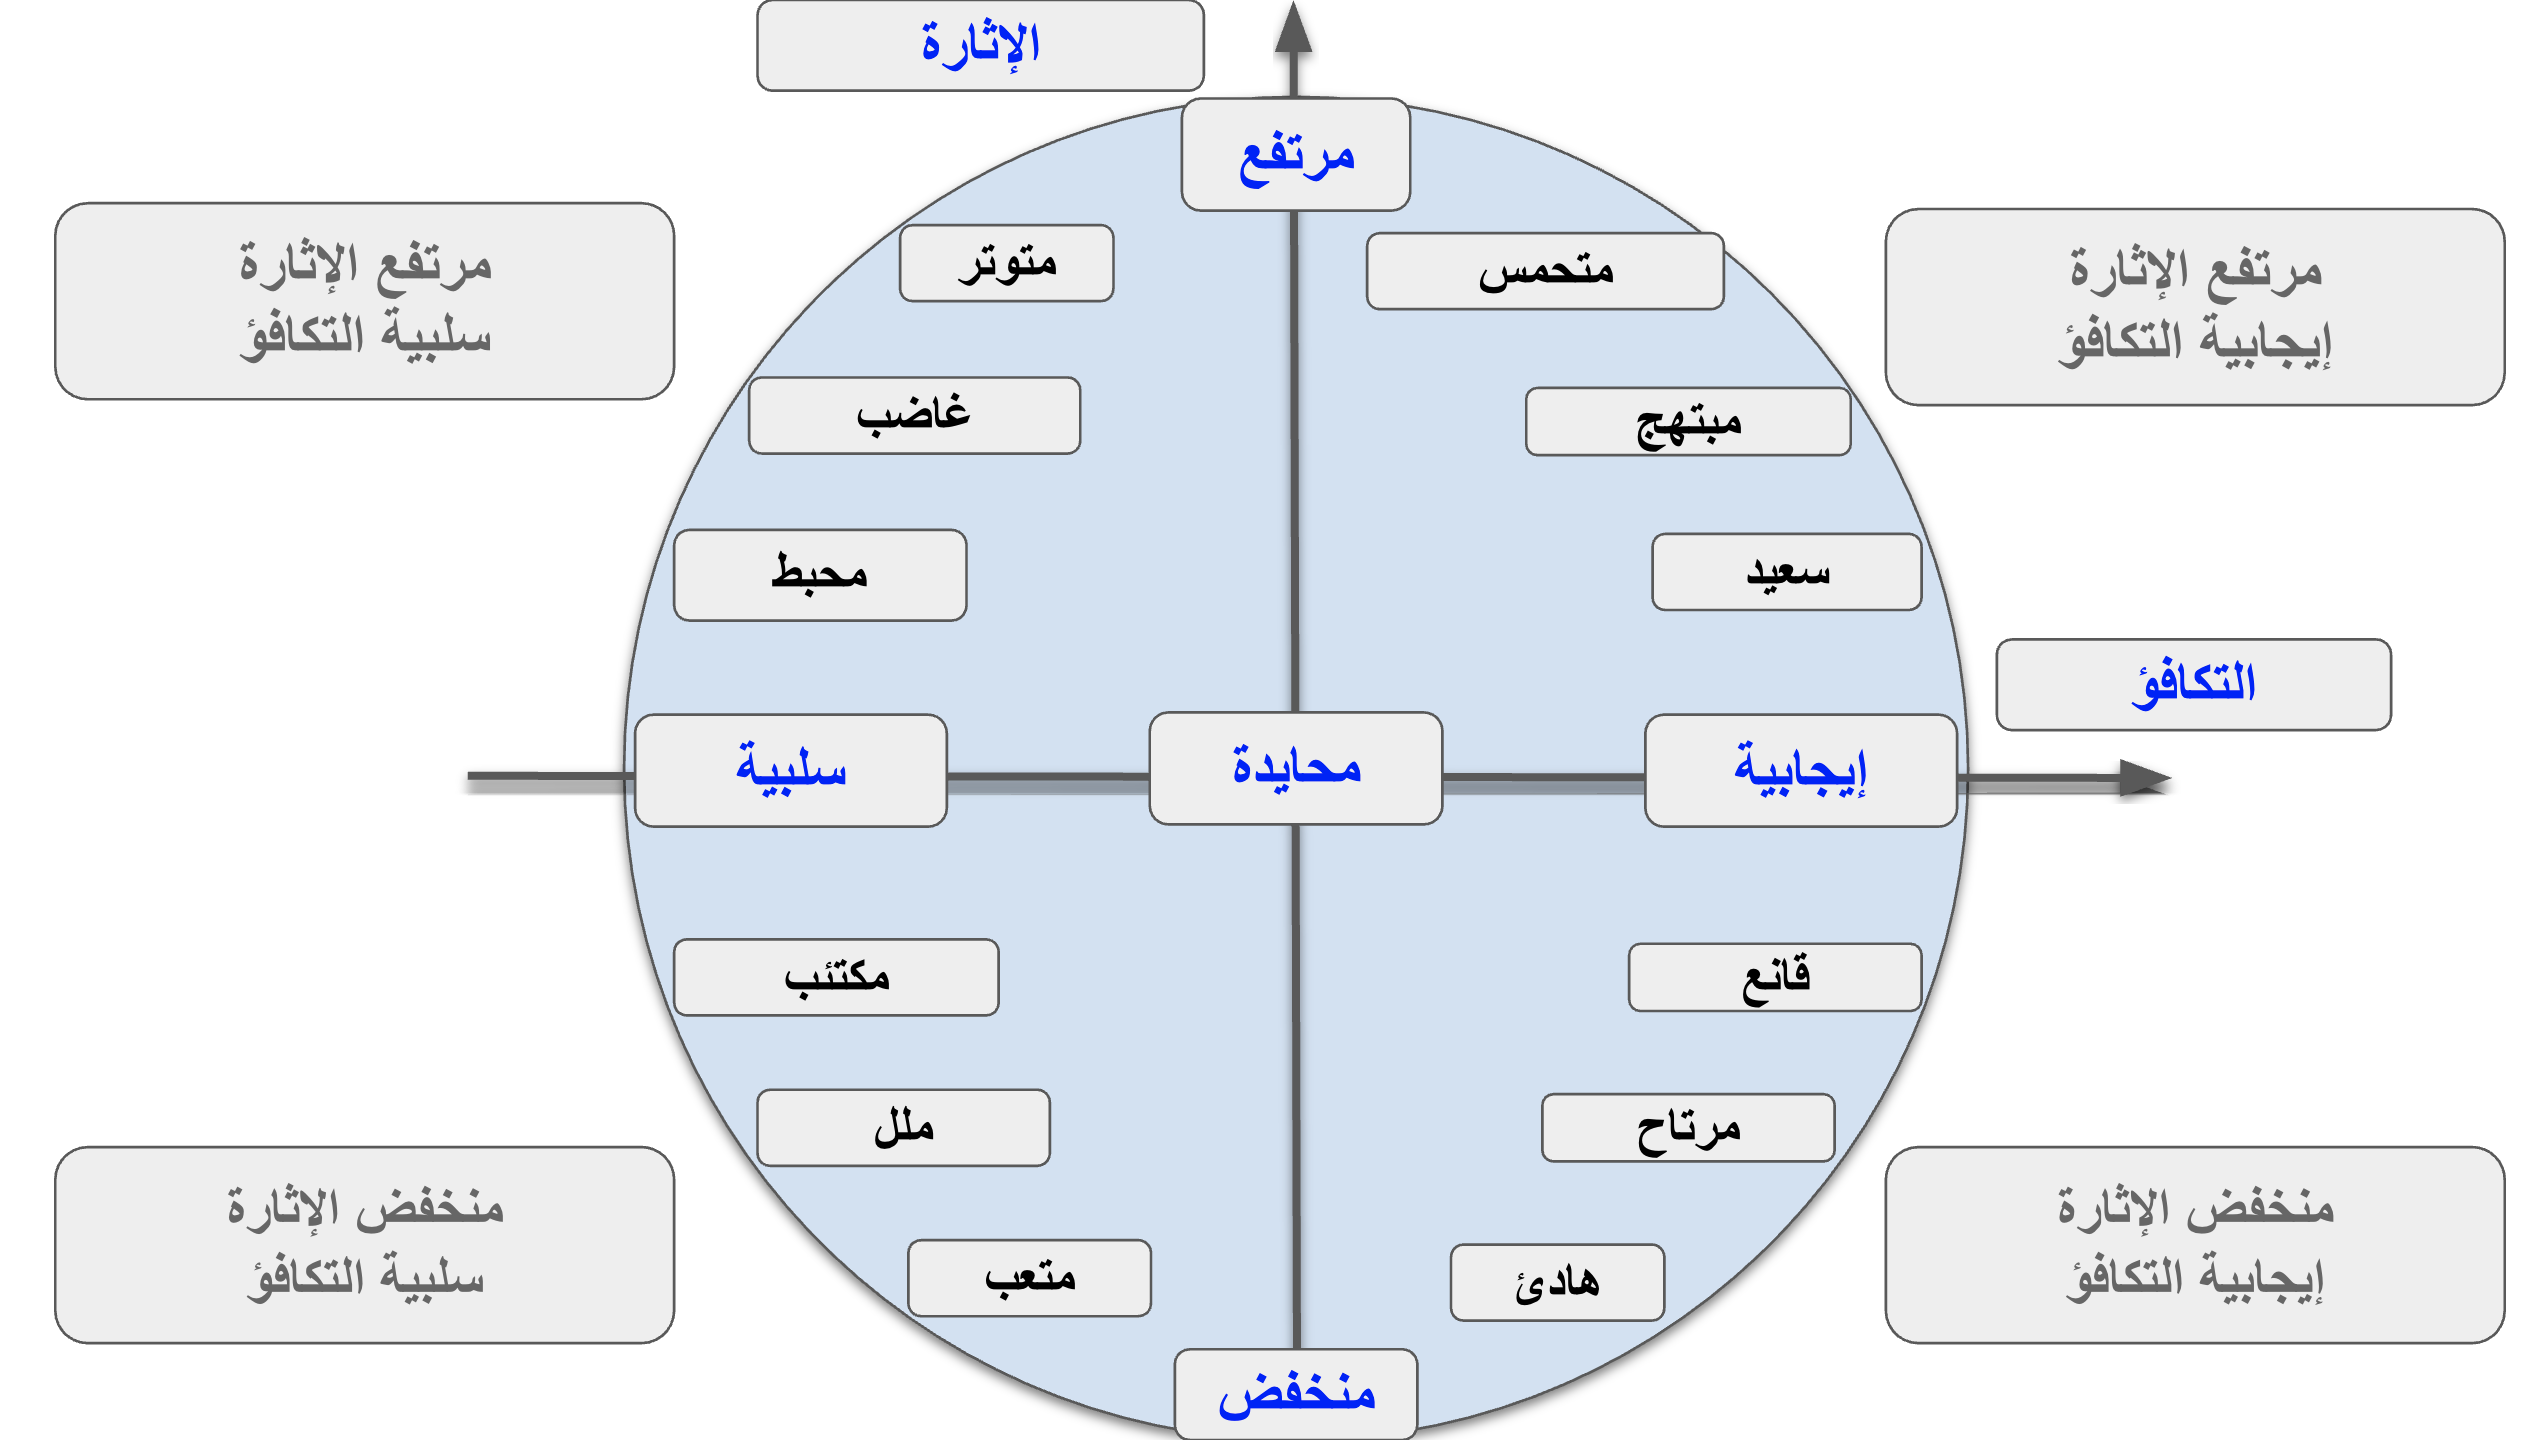 الإثارة
مرتفع
مرتفع الإثارة
إيجابية التكافؤ
مرتفع الإثارة
سلبية التكافؤ
متحمس
متوتر
مبتهج
غاضب
سعيد
محبط
التكافؤ
إيجابية
محايدة
سلبية
قانع
مكتئب
مرتاح
ملل
منخفض الإثارة
إيجابية التكافؤ
منخفض الإثارة
سلبية التكافؤ
هادئ
متعب
منخفض